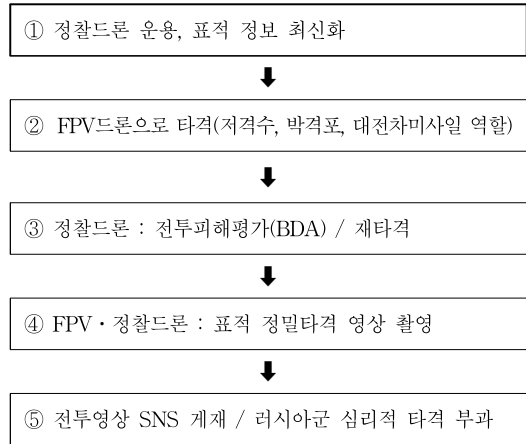 ① 정찰드론 운용, 표적 정보 최신화
② FPV드론으로 타격(저격수, 박격포, 대전차미사일 역할)
③ 정찰드론 : 전투피해평가(BDA) / 재타격
④ FPV・정찰드론 : 표적 정밀타격 영상 촬영
⑤ 전투영상 SNS 게재 / 러시아군 심리적 타격 부과